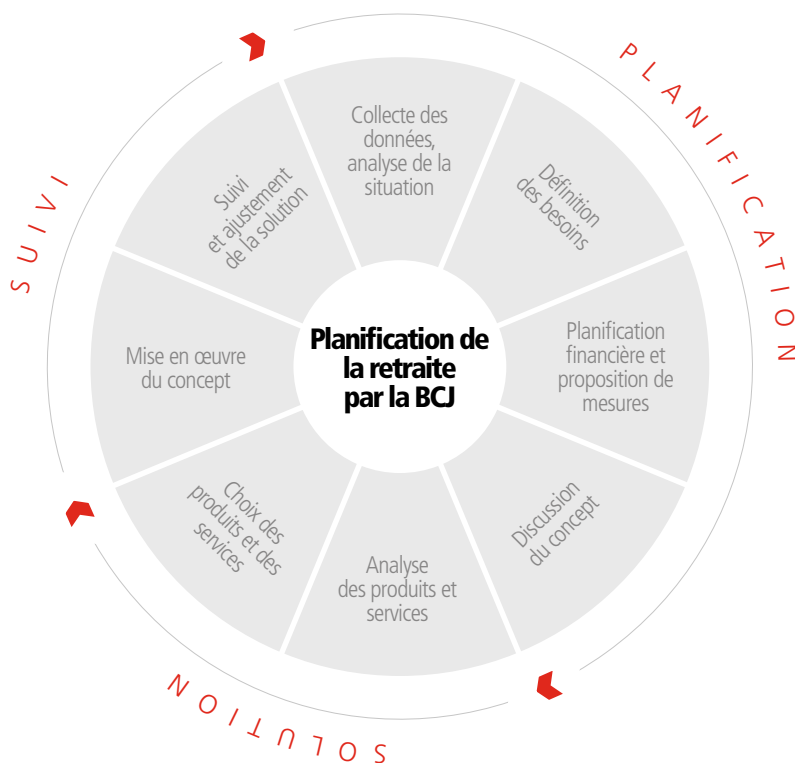 PLANIFICATION
Collecte des
données,
analyse de la
situation
Définition
des besoins
Planification
financière et
proposition de
mesures
Discussion
du concept
SOLUTION
Analyse
des produits et
services
Choix des
produits et des
services
SUIVI
Mise en œuvre
du concept
Suivi
et ajustement
de la solution
Planification de
la retraite
par la BCJ